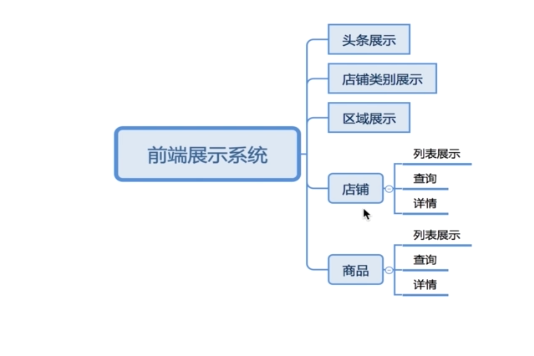 头条展示
店铺类别展示
区域展示
前端展示系统
店铺
列表展示
查询
详情
商品
列表展示
查询
详情